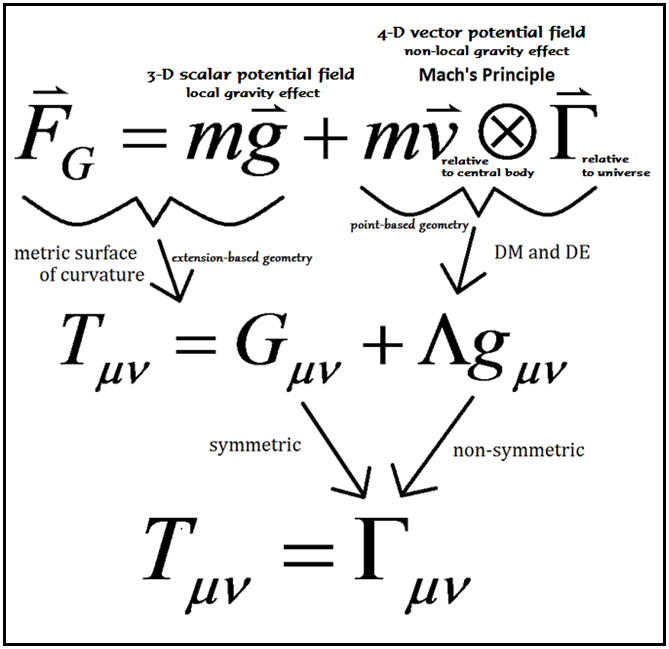 4-D vector potential field
non-local gravity effect
Mach's Principle
3-D scalar potential field
local gravity effect
F⃗_G = mg⃗ + mv⃗ ⊗ Γ⃗
relative to central body
relative to universe
metric surface of curvature
extension-based geometry
point-based geometry
DM and DE
T_μν = G_μν + Λg_μν
symmetric
non-symmetric
T_μν = Γ_μν